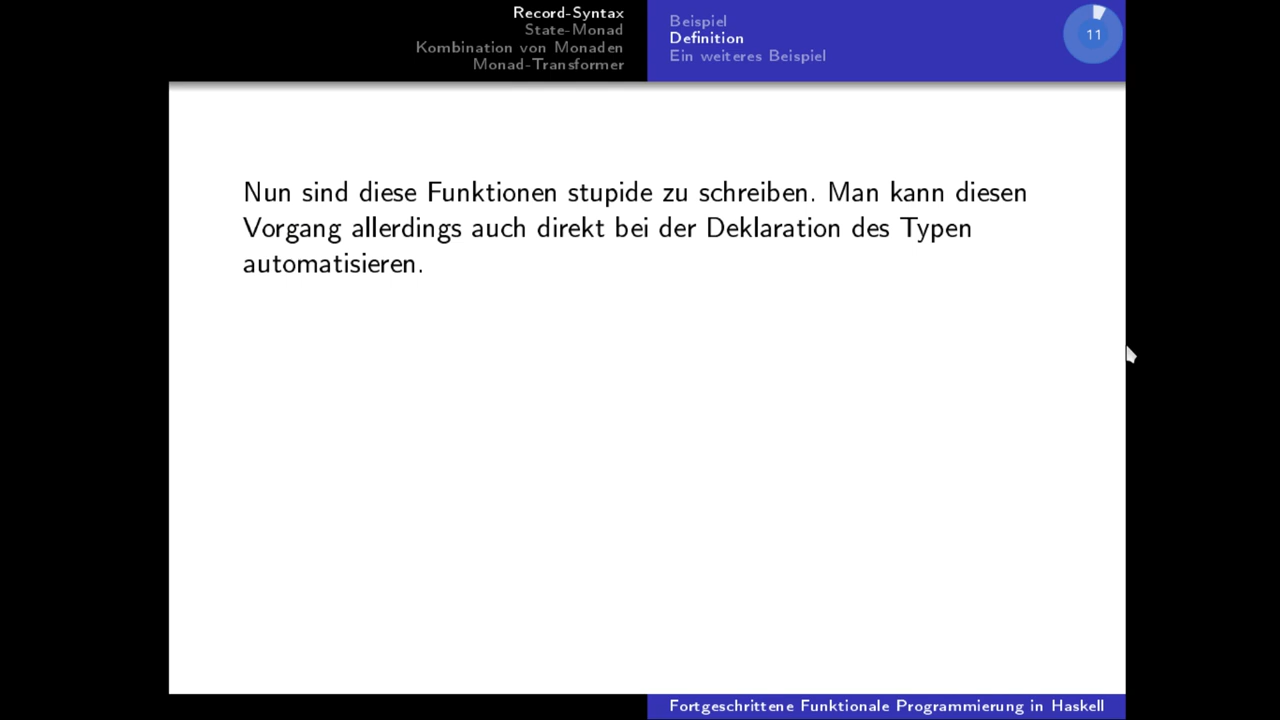 Record-Syntax
State-Monad
Kombination von Monaden
Monad-Transformer
Beispiel
Definition
Ein weiteres Beispiel
11
Nun sind diese Funktionen stupide zu schreiben. Man kann diesen
Vorgang allerdings auch direkt bei der Deklaration des Typen
automatisieren.
Fortgeschrittene Funktionale Programmierung in Haskell